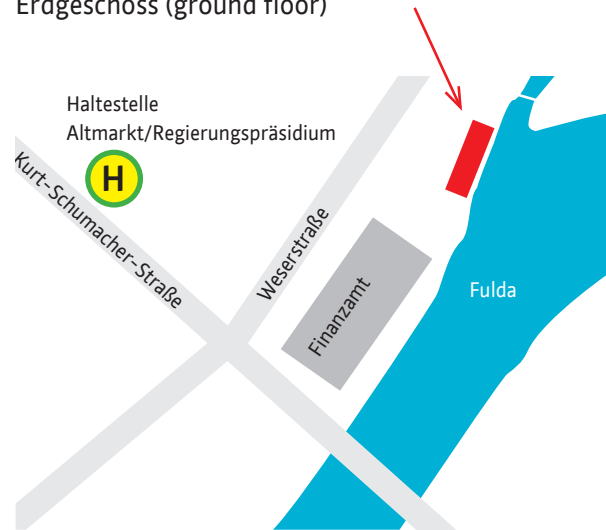 Erdgeschoss (ground floor)
Haltestelle
Altmarkt/Regierungspräsidium
H
Kurt-Schumacher-Straße
Weserstraße
Finanzamt
Fulda